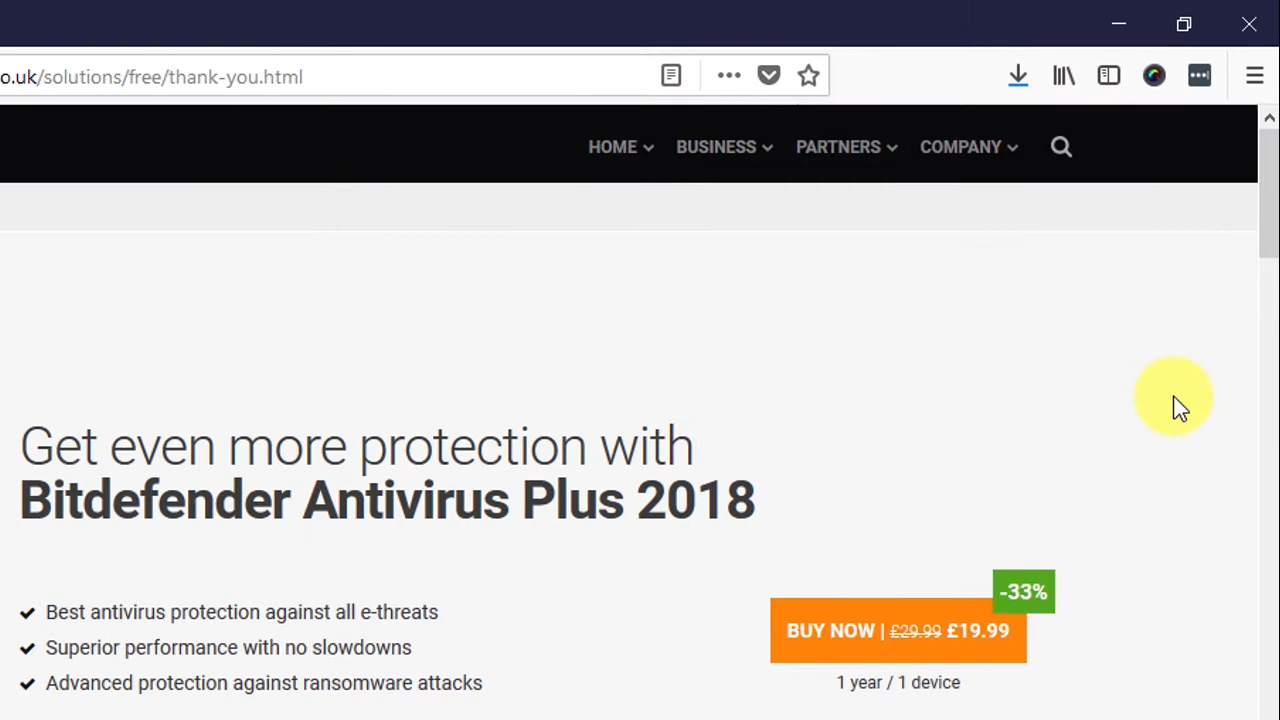 o.uk/solutions/free/thank-you.html
HOME BUSINESS PARTNERS COMPANY
Get even more protection with
Bitdefender Antivirus Plus 2018
-33%
Best antivirus protection against all e-threats
BUY NOW | £29.99 £19.99
Superior performance with no slowdowns
Advanced protection against ransomware attacks
1 year / 1 device